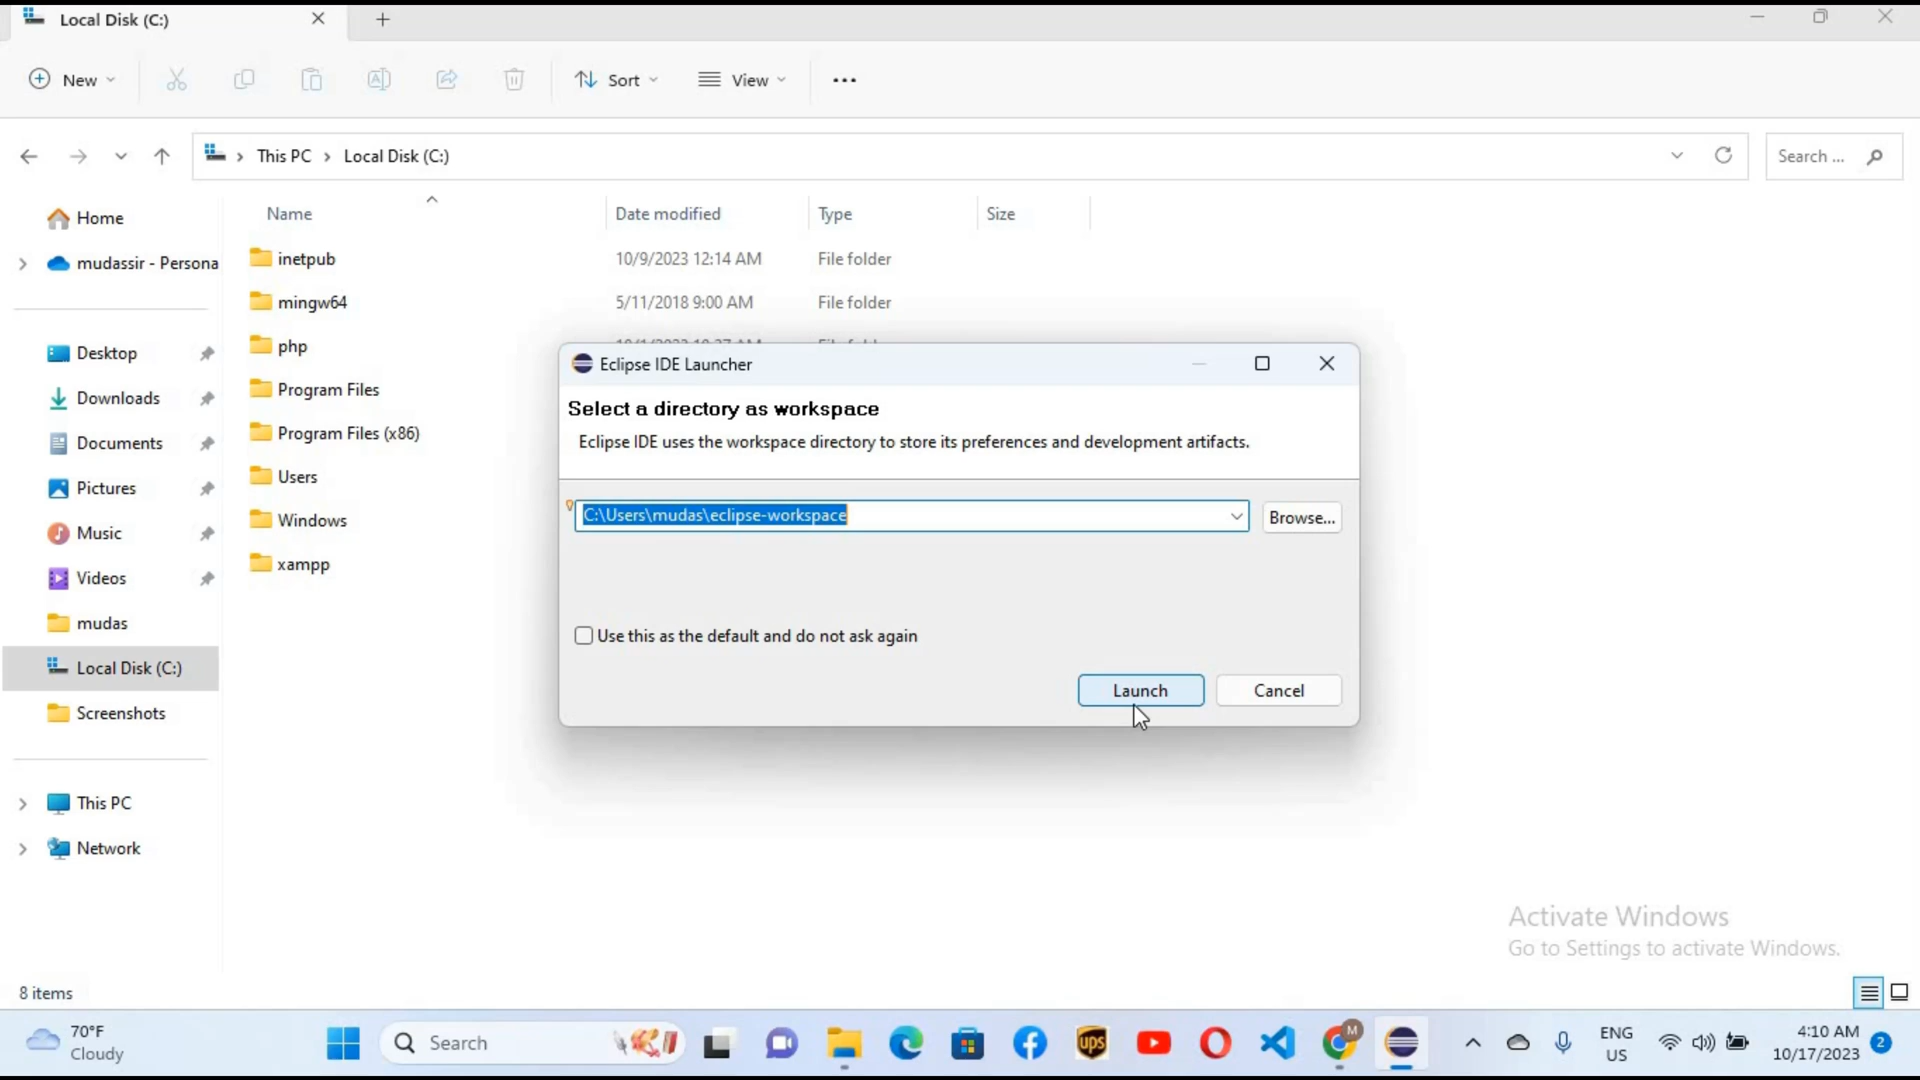 Local Disk (C:)
New
Sort
View
This PC
Local Disk (C:)
Search ...
Name
Date modified
Type
Size
Home
mudassir - Persona
Desktop
Downloads
Documents
Pictures
Music
Videos
mudas
Local Disk (C:)
Screenshots
This PC
Network
inetpub 10/9/2023 12:14 AM File folder
mingw64 5/11/2018 9:00 AM File folder
php
Program Files
Program Files (x86)
Users
Windows
xampp
Eclipse IDE Launcher
Select a directory as workspace
Eclipse IDE uses the workspace directory to store its preferences and development artifacts.
C:\Users\mudas\eclipse-workspace
Browse...
Use this as the default and do not ask again
Launch
Cancel
Activate Windows
Go to Settings to activate Windows.
8 items
70°F
Cloudy
Search
ups
M
ENG
US
4:10 AM
10/17/2023
2